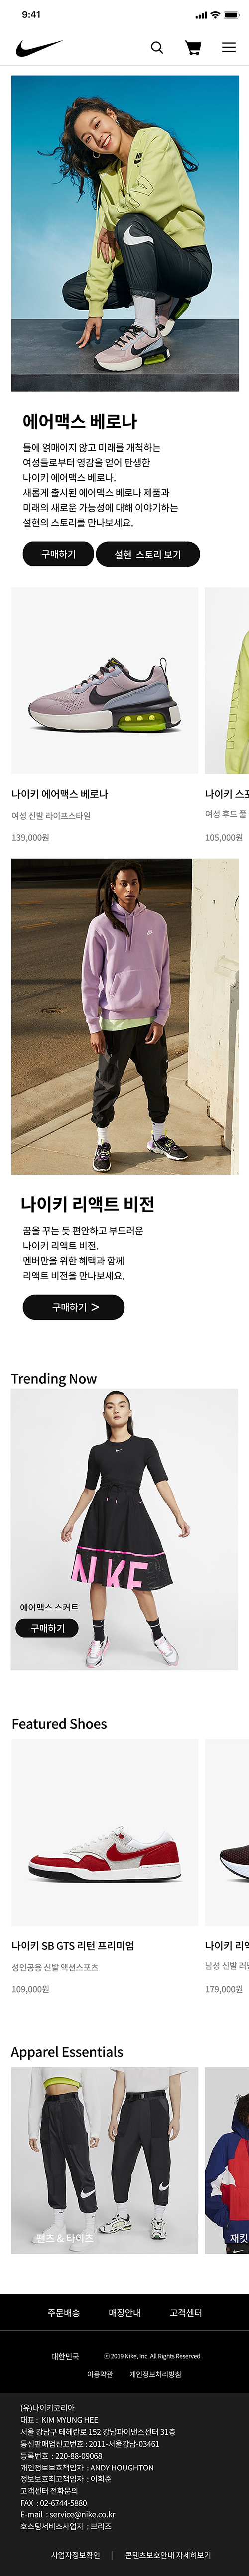 9:41
에어맥스 베로나
틀에 얽매이지 않고 미래를 개척하는
여성들로부터 영감을 얻어 탄생한
나이키 에어맥스 베로나.
새롭게 출시된 에어맥스 베로나 제품과
미래의 새로운 가능성에 대해 이야기하는
설현의 스토리를 만나보세요.
구매하기
설현 스토리 보기
나이키 에어맥스 베로나
여성 신발 라이프스타일
139,000원
나이키 스포
여성 후드 풀
105,000원
나이키 리액트 비전
꿈을 꾸는 듯 편안하고 부드러운
나이키 리액트 비전.
멤버만을 위한 혜택과 함께
리액트 비전을 만나보세요.
구매하기 >
Trending Now
NIKE
에어맥스 스커트
구매하기
Featured Shoes
나이키 SB GTS 리턴 프리미엄
성인공용 신발 액션스포츠
109,000원
나이키 리액
남성 신발 러닝
179,000원
Apparel Essentials
팬츠 & 타이즈
재킷
주문배송 매장안내 고객센터
대한민국 ⓒ 2019 Nike, Inc. All Rights Reserved
이용약관 개인정보처리방침
(유)나이키코리아
대표 : KIM MYUNG HEE
서울 강남구 테헤란로 152 강남파이낸스센터 31층
통신판매업신고번호 : 2011-서울강남-03461
등록번호 : 220-88-09068
개인정보보호책임자 : ANDY HOUGHTON
정보보호최고책임자 : 이희준
고객센터 전화문의
FAX : 02-6744-5880
E-mail : service@nike.co.kr
호스팅서비스사업자 : 브리즈
사업자정보확인 | 콘텐츠보호안내 자세히보기